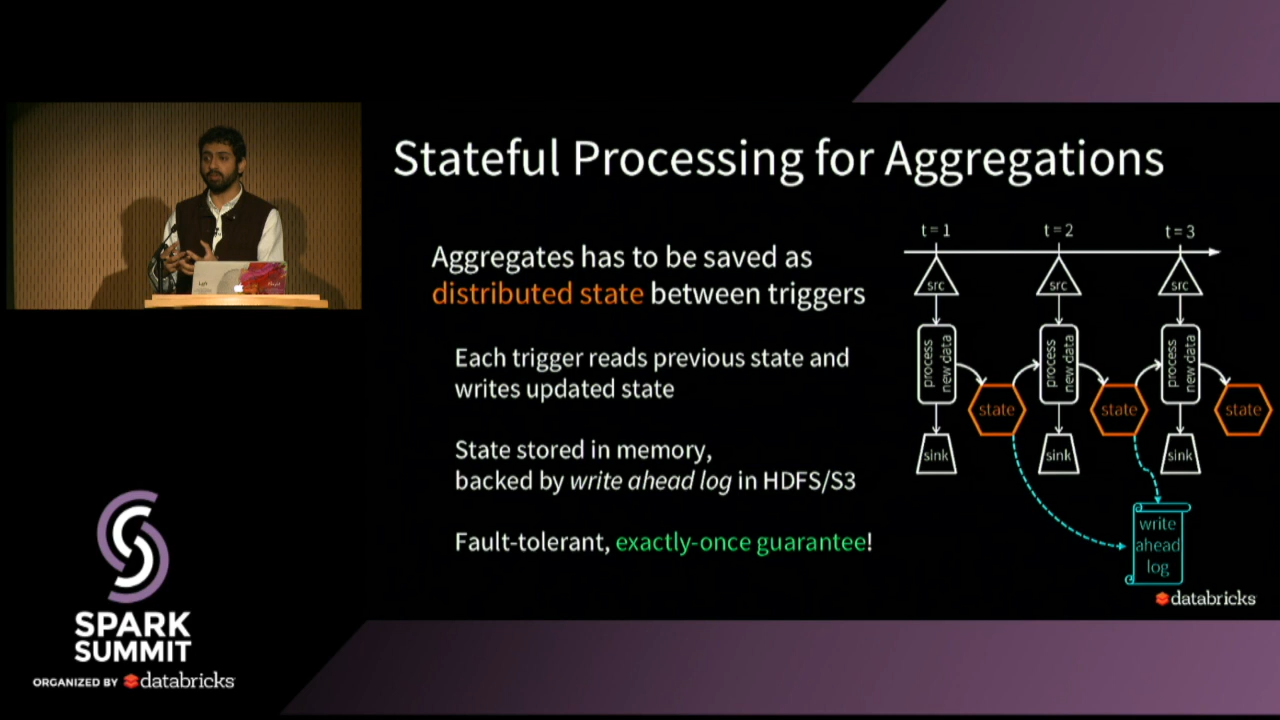 Stateful Processing for Aggregations
Aggregates has to be saved as
distributed state between triggers
Each trigger reads previous state and
writes updated state
State stored in memory,
backed by write ahead log in HDFS/S3
Fault-tolerant, exactly-once guarantee!
t = 1
t = 2
t = 3
src
src
src
process
new data
process
new data
process
new data
state
state
state
sink
sink
sink
write
ahead
log
databricks
SPARK
SUMMIT
ORGANIZED BY databricks